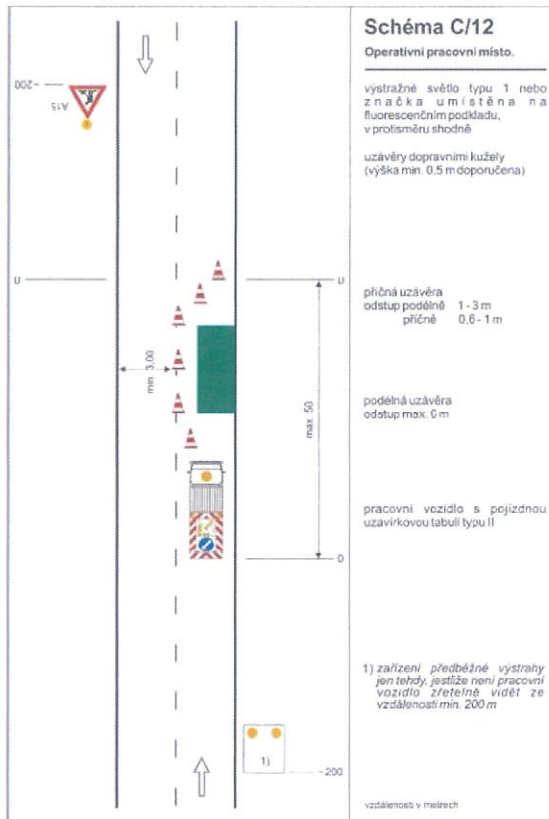 Schéma C/12
Operativní pracovní místo.
výstražné světlo typu 1 nebo
značka umístěna na
fluorescenčním podkladu,
v protisměru shodně
uzávěry dopravními kužely
(výška min. 0.5 m doporučena)
příčná uzávěra
odstup podélně 1 - 3 m
příčně 0,6 - 1 m
podélná uzávěra
odstup max. 6 m
pracovní vozidlo s pojízdnou
uzavírkovou tabulí typu II
1) zařízení předběžné výstrahy
jen tehdy, jestliže není pracovní
vozidlo zřetelně vidět ze
vzdálenosti min. 200 m
vzdálenosti v metrech
200
A15
U
U
min. 3,00
max. 50
0
1)
200